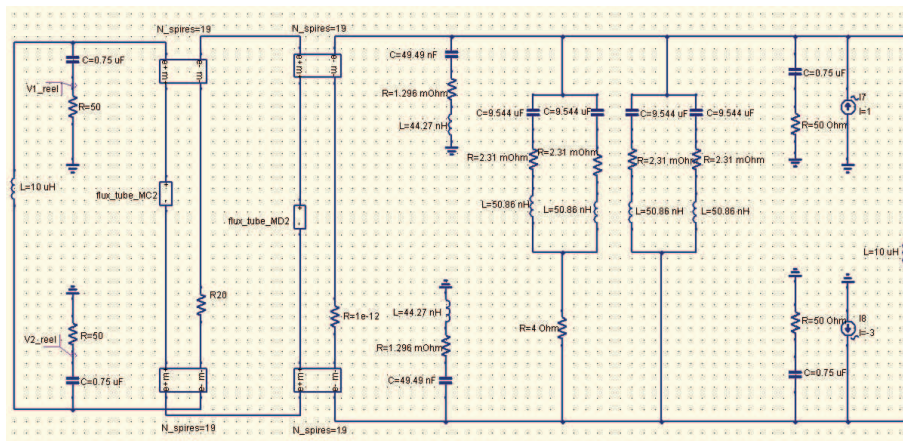 N_spires=19
N_spires=19
C=0.75 uF
V1_reel
R=50
e+ m+
m- e-
e+ m+
m- e-
C=49.49 nF
R=1.296 mOhm
L=44.27 nH
C=9.544 uF
C=9.544 uF
C=9.544 uF
C=9.544 uF
R=2.31 mOhm
R=2.31 mOhm
R=2.31 mOhm
R=2.31 mOhm
L=50.86 nH
L=50.86 nH
L=50.86 nH
L=50.86 nH
C=0.75 uF
R=50 Ohm
I7
I=1
L=10 uH
flux_tube_MC2
flux_tube_MD2
L=10 uH
R20
R=1e-12
L=44.27 nH
R=1.296 mOhm
C=49.49 nF
R=4 Ohm
R=50 Ohm
C=0.75 uF
I8
I=-3
R=50
V2_reel
C=0.75 uF
e+ m+
m- e-
e+ m+
m- e-
N_spires=19
N_spires=19